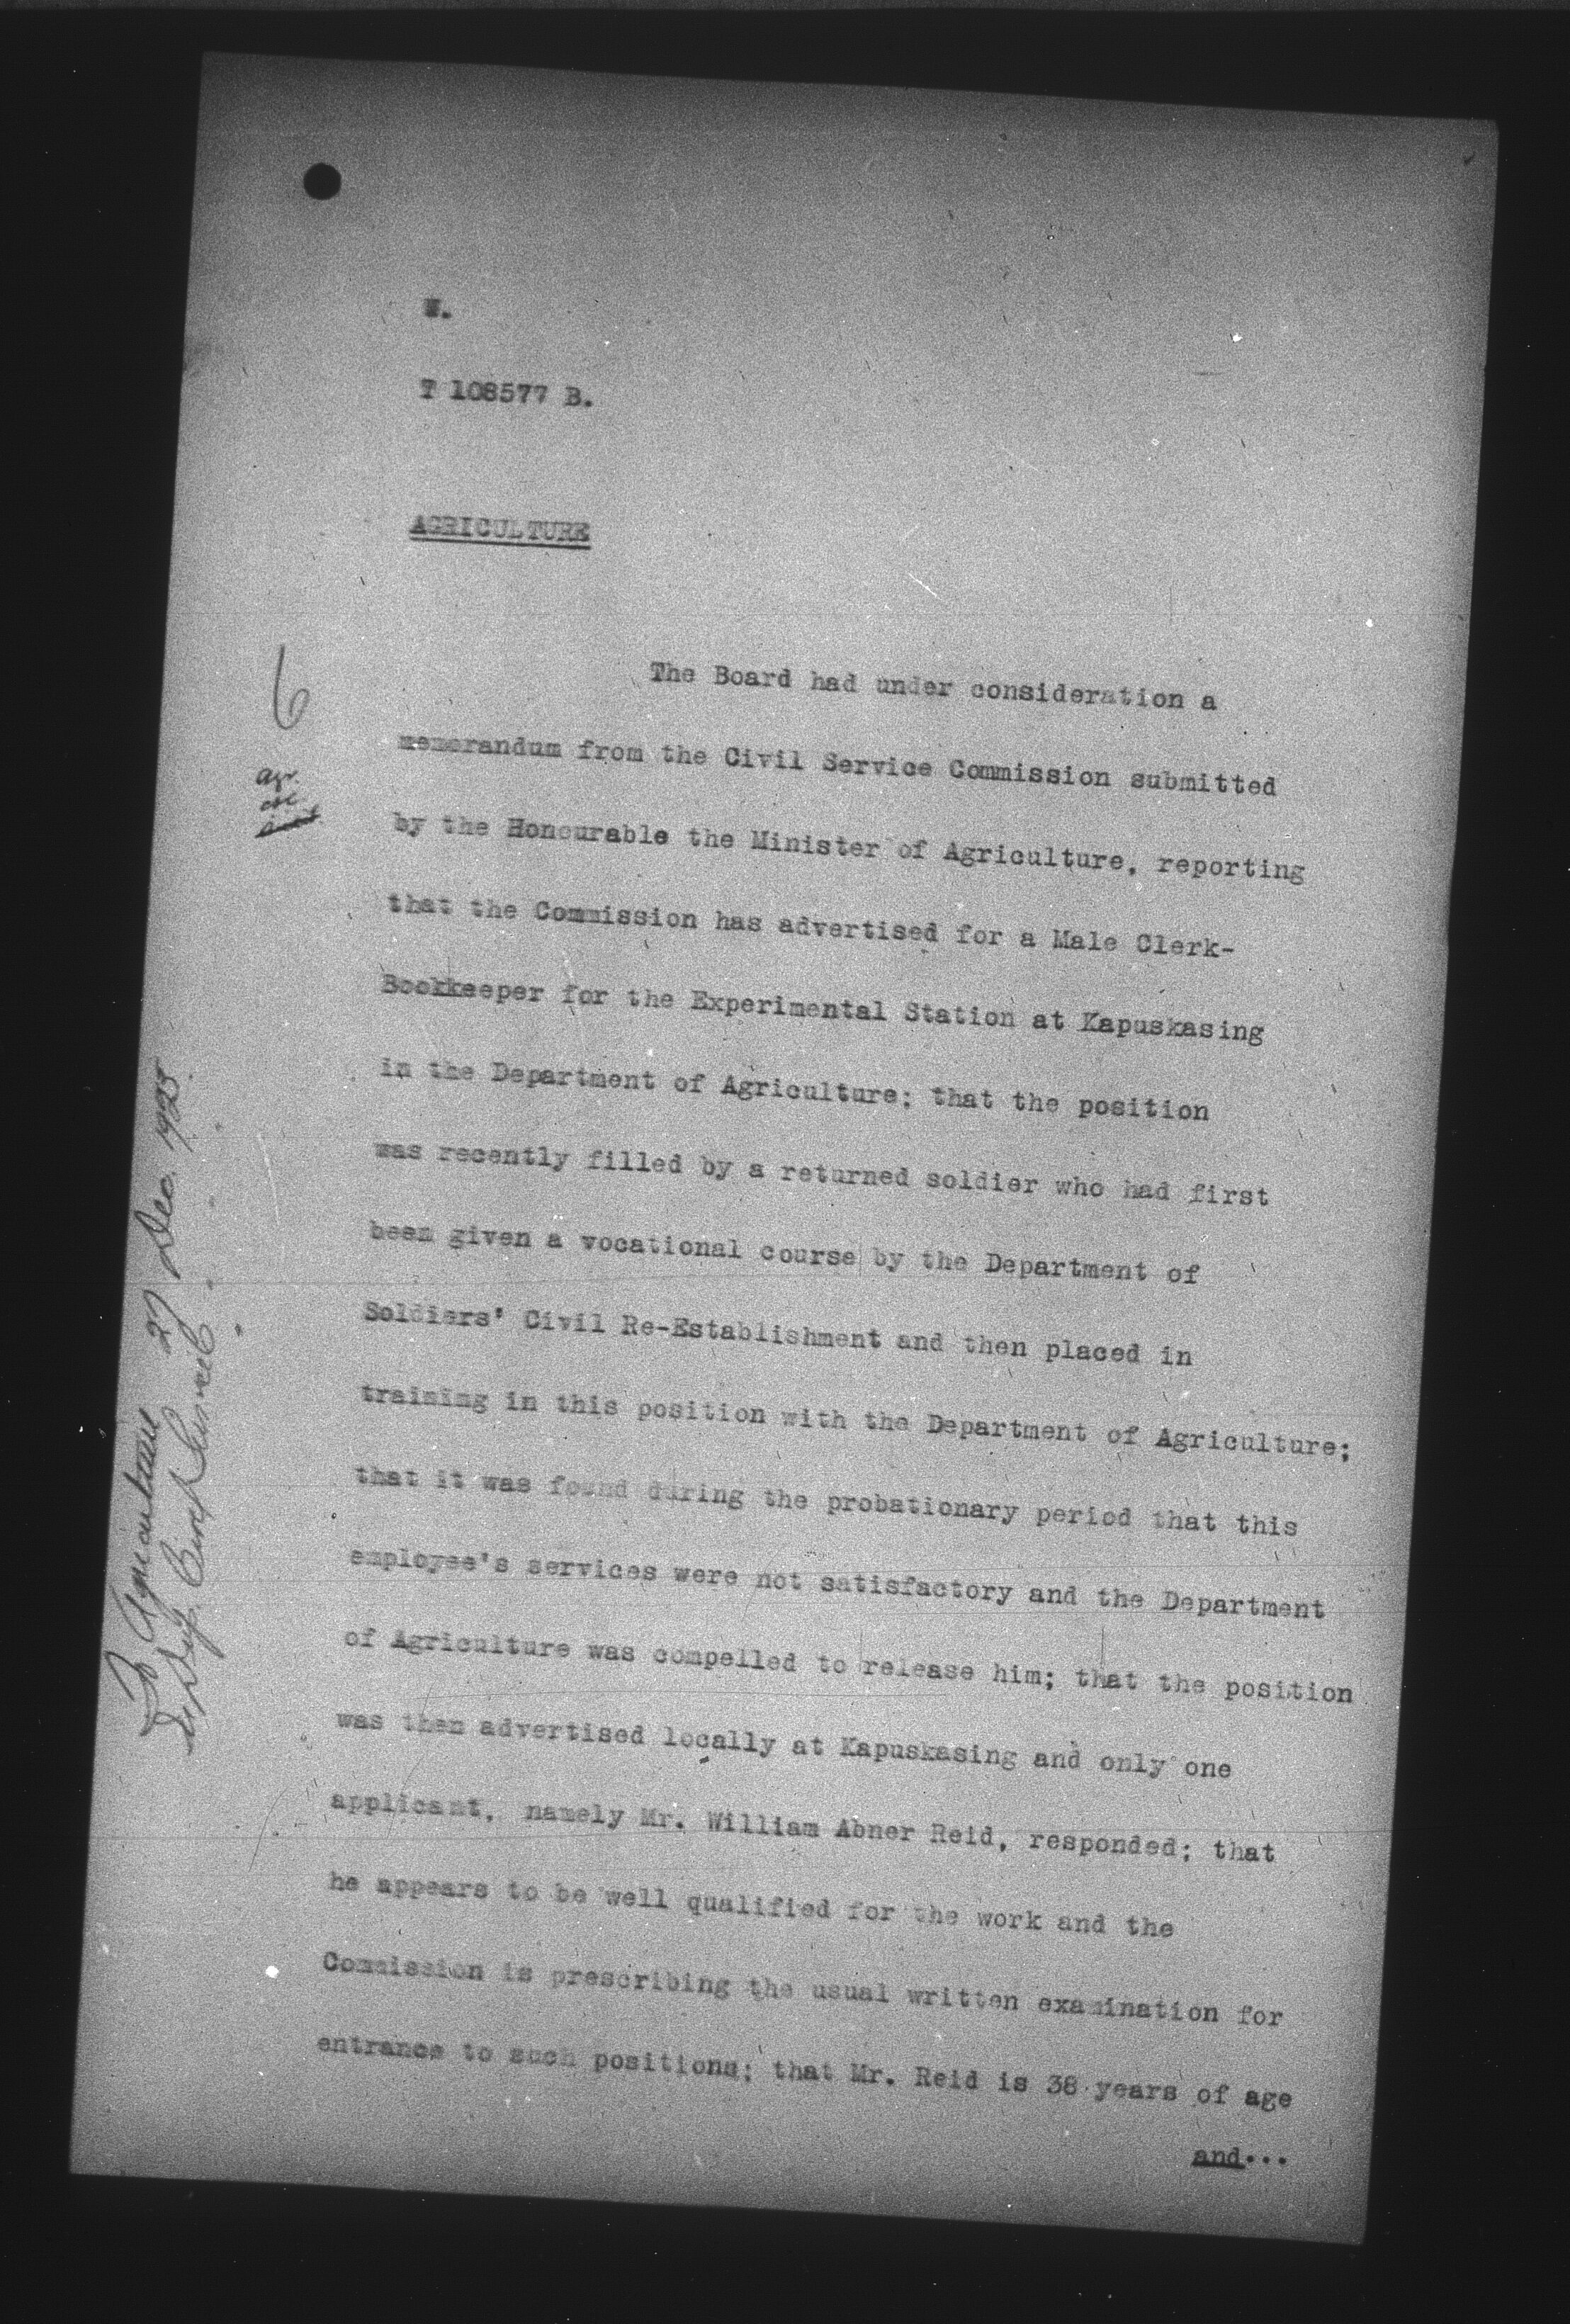 T 108577 B.
AGRICULTURE
6
The Board had under consideration a
memorandum from the Civil Service Commission submitted
by the Honourable the Minister of Agriculture, reporting
that the Commission has advertised for a Male Clerk-
Bookkeeper for the Experimental Station at Kapuskasing
in the Department of Agriculture; that the position
was recently filled by a returned soldier who had first
been given a vocational course by the Department of
Soldiers' Civil Re-Establishment and then placed in
training in this position with the Department of Agriculture;
that it was found during the probationary period that this
employee's services were not satisfactory and the Department
of Agriculture was compelled to release him; that the position
was then advertised locally at Kapuskasing and only one
applicant, namely Mr. William Abner Reid, responded; that
he appears to be well qualified for the work and the
Commission is prescribing the usual written examination for
entrance to such positions; that Mr. Reid is 38 years of age
and...
Agr.
To Agriculture 27 Dec. 1925